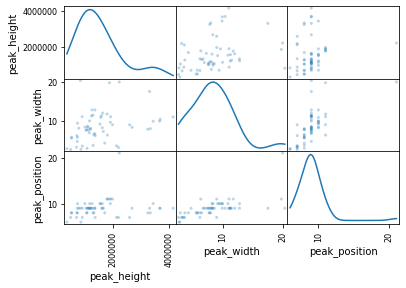 4000000
2000000
peak_height
20
10
peak_width
20
10
peak_position
2000000
4000000
10
20
10
20
peak_height
peak_width
peak_position